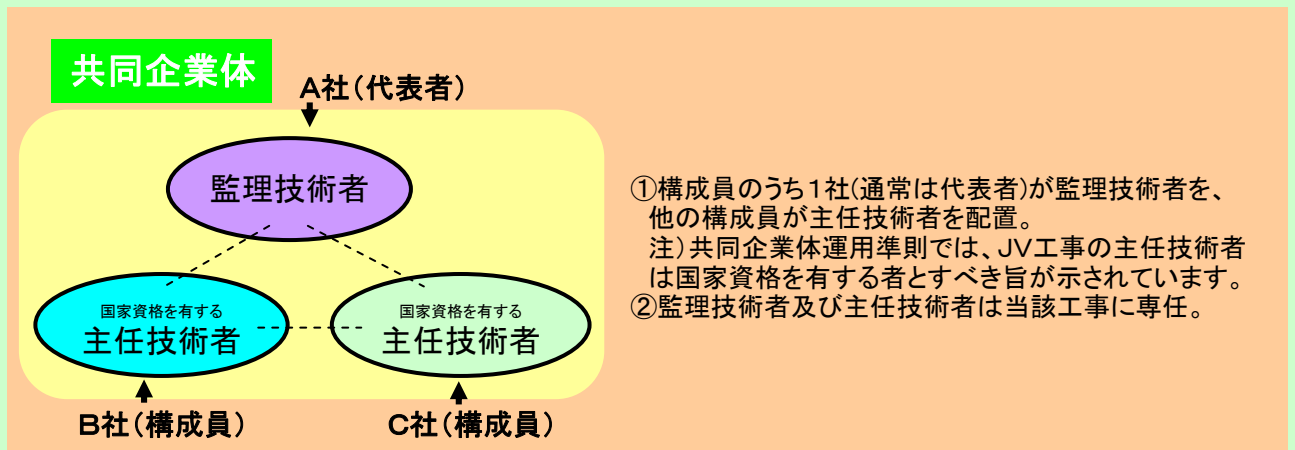 共同企業体
A社(代表者)
監理技術者
国家資格を有する
主任技術者
国家資格を有する
主任技術者
B社(構成員)
C社(構成員)
①構成員のうち1社(通常は代表者)が監理技術者を、
他の構成員が主任技術者を配置。
注)共同企業体運用準則では、JV工事の主任技術者
は国家資格を有する者とすべき旨が示されています。
②監理技術者及び主任技術者は当該工事に専任。